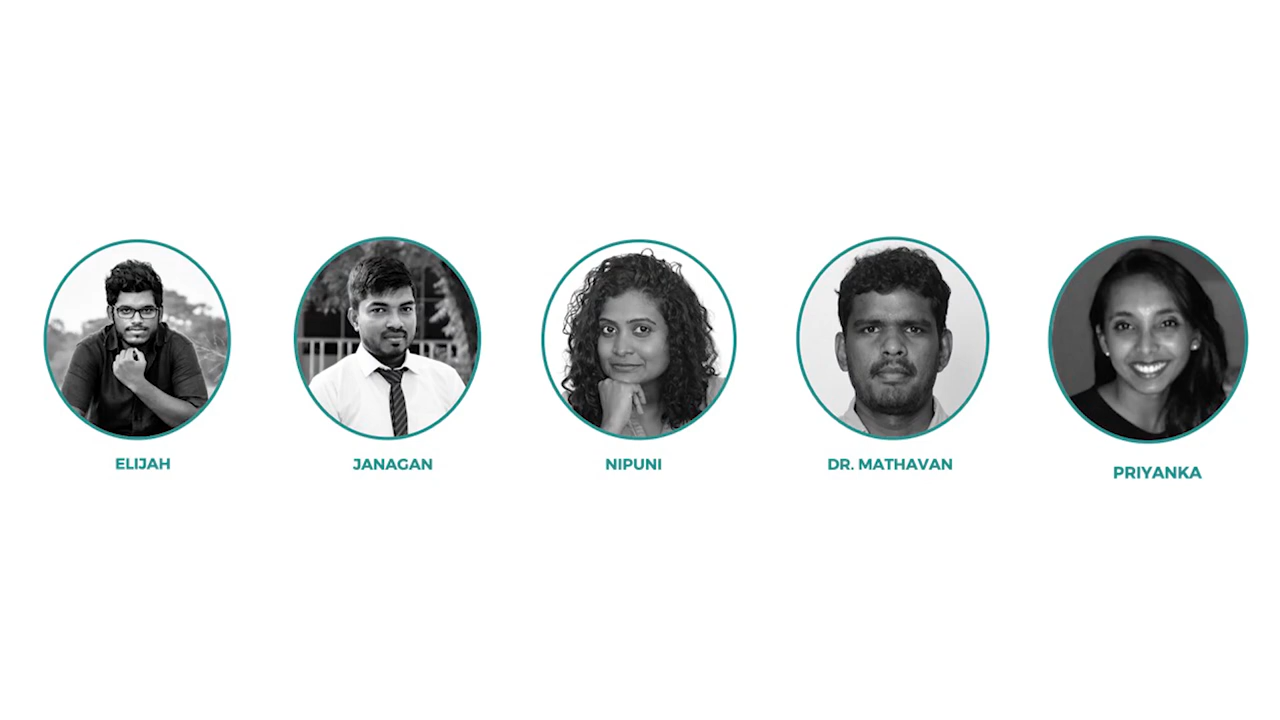 ELIJAH
JANAGAN
NIPUNI
DR. MATHAVAN
PRIYANKA